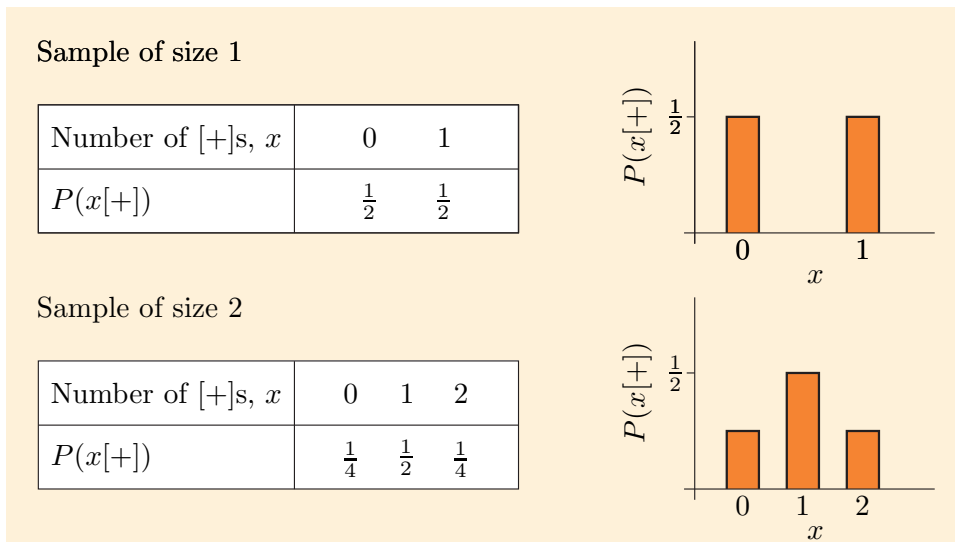 Sample of size 1
Number of [+]s, x 0 1
P(x[+]) 1/2 1/2
P(x[+])
1/2
0 1
x
Sample of size 2
Number of [+]s, x 0 1 2
P(x[+]) 1/4 1/2 1/4
P(x[+])
1/2
0 1 2
x